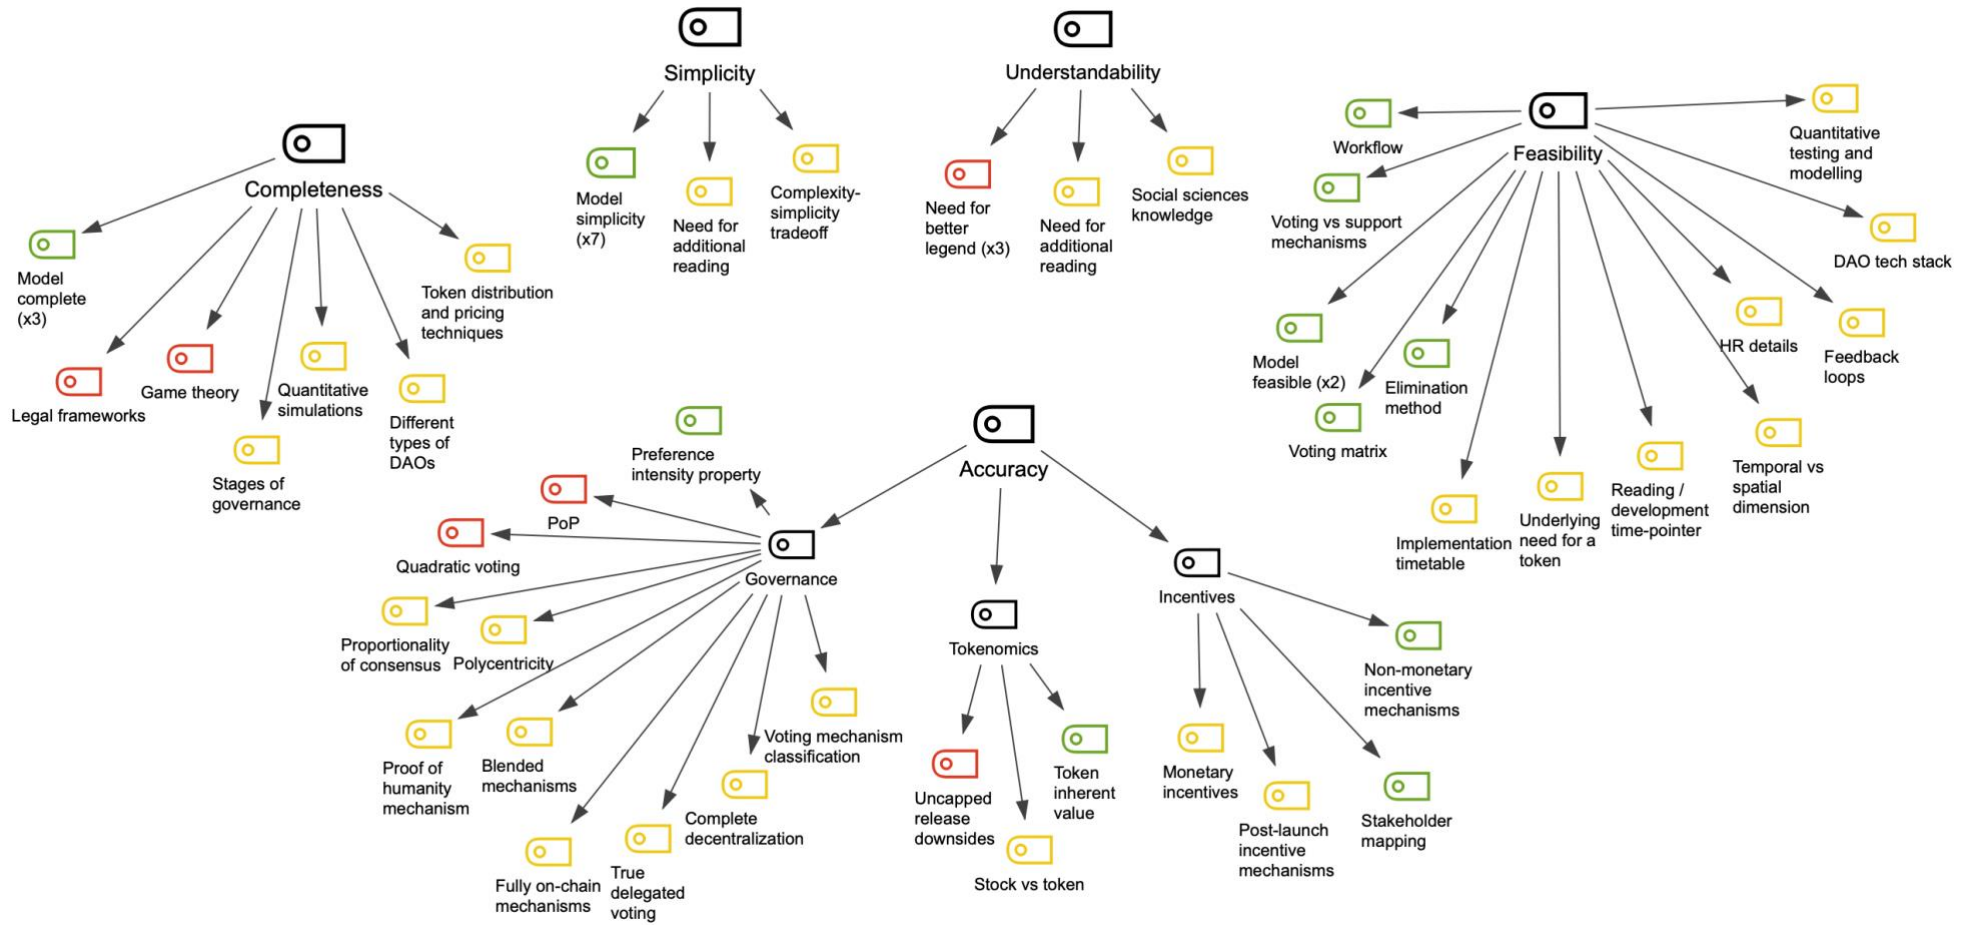 Completeness
Model
complete
(x3)
Legal frameworks
Game theory
Stages of
governance
Quantitative
simulations
Different
types of
DAOs
Token distribution
and pricing
techniques
Simplicity
Model
simplicity
(x7)
Need for
additional
reading
Complexity-
simplicity
tradeoff
Understandability
Need for
better
legend (x3)
Need for
additional
reading
Social sciences
knowledge
Feasibility
Workflow
Voting vs support
mechanisms
Model
feasible (x2)
Voting matrix
Elimination
method
Implementation
timetable
Underlying
need for a
token
Reading /
development
time-pointer
Temporal vs
spatial
dimension
HR details
Feedback
loops
DAO tech stack
Quantitative
testing and
modelling
Accuracy
Governance
Preference
intensity property
PoP
Quadratic voting
Proportionality
of consensus
Polycentricity
Proof of
humanity
mechanism
Blended
mechanisms
Fully on-chain
mechanisms
True
delegated
voting
Complete
decentralization
Voting mechanism
classification
Tokenomics
Uncapped
release
downsides
Stock vs token
Token
inherent
value
Incentives
Monetary
incentives
Post-launch
incentive
mechanisms
Stakeholder
mapping
Non-monetary
incentive
mechanisms